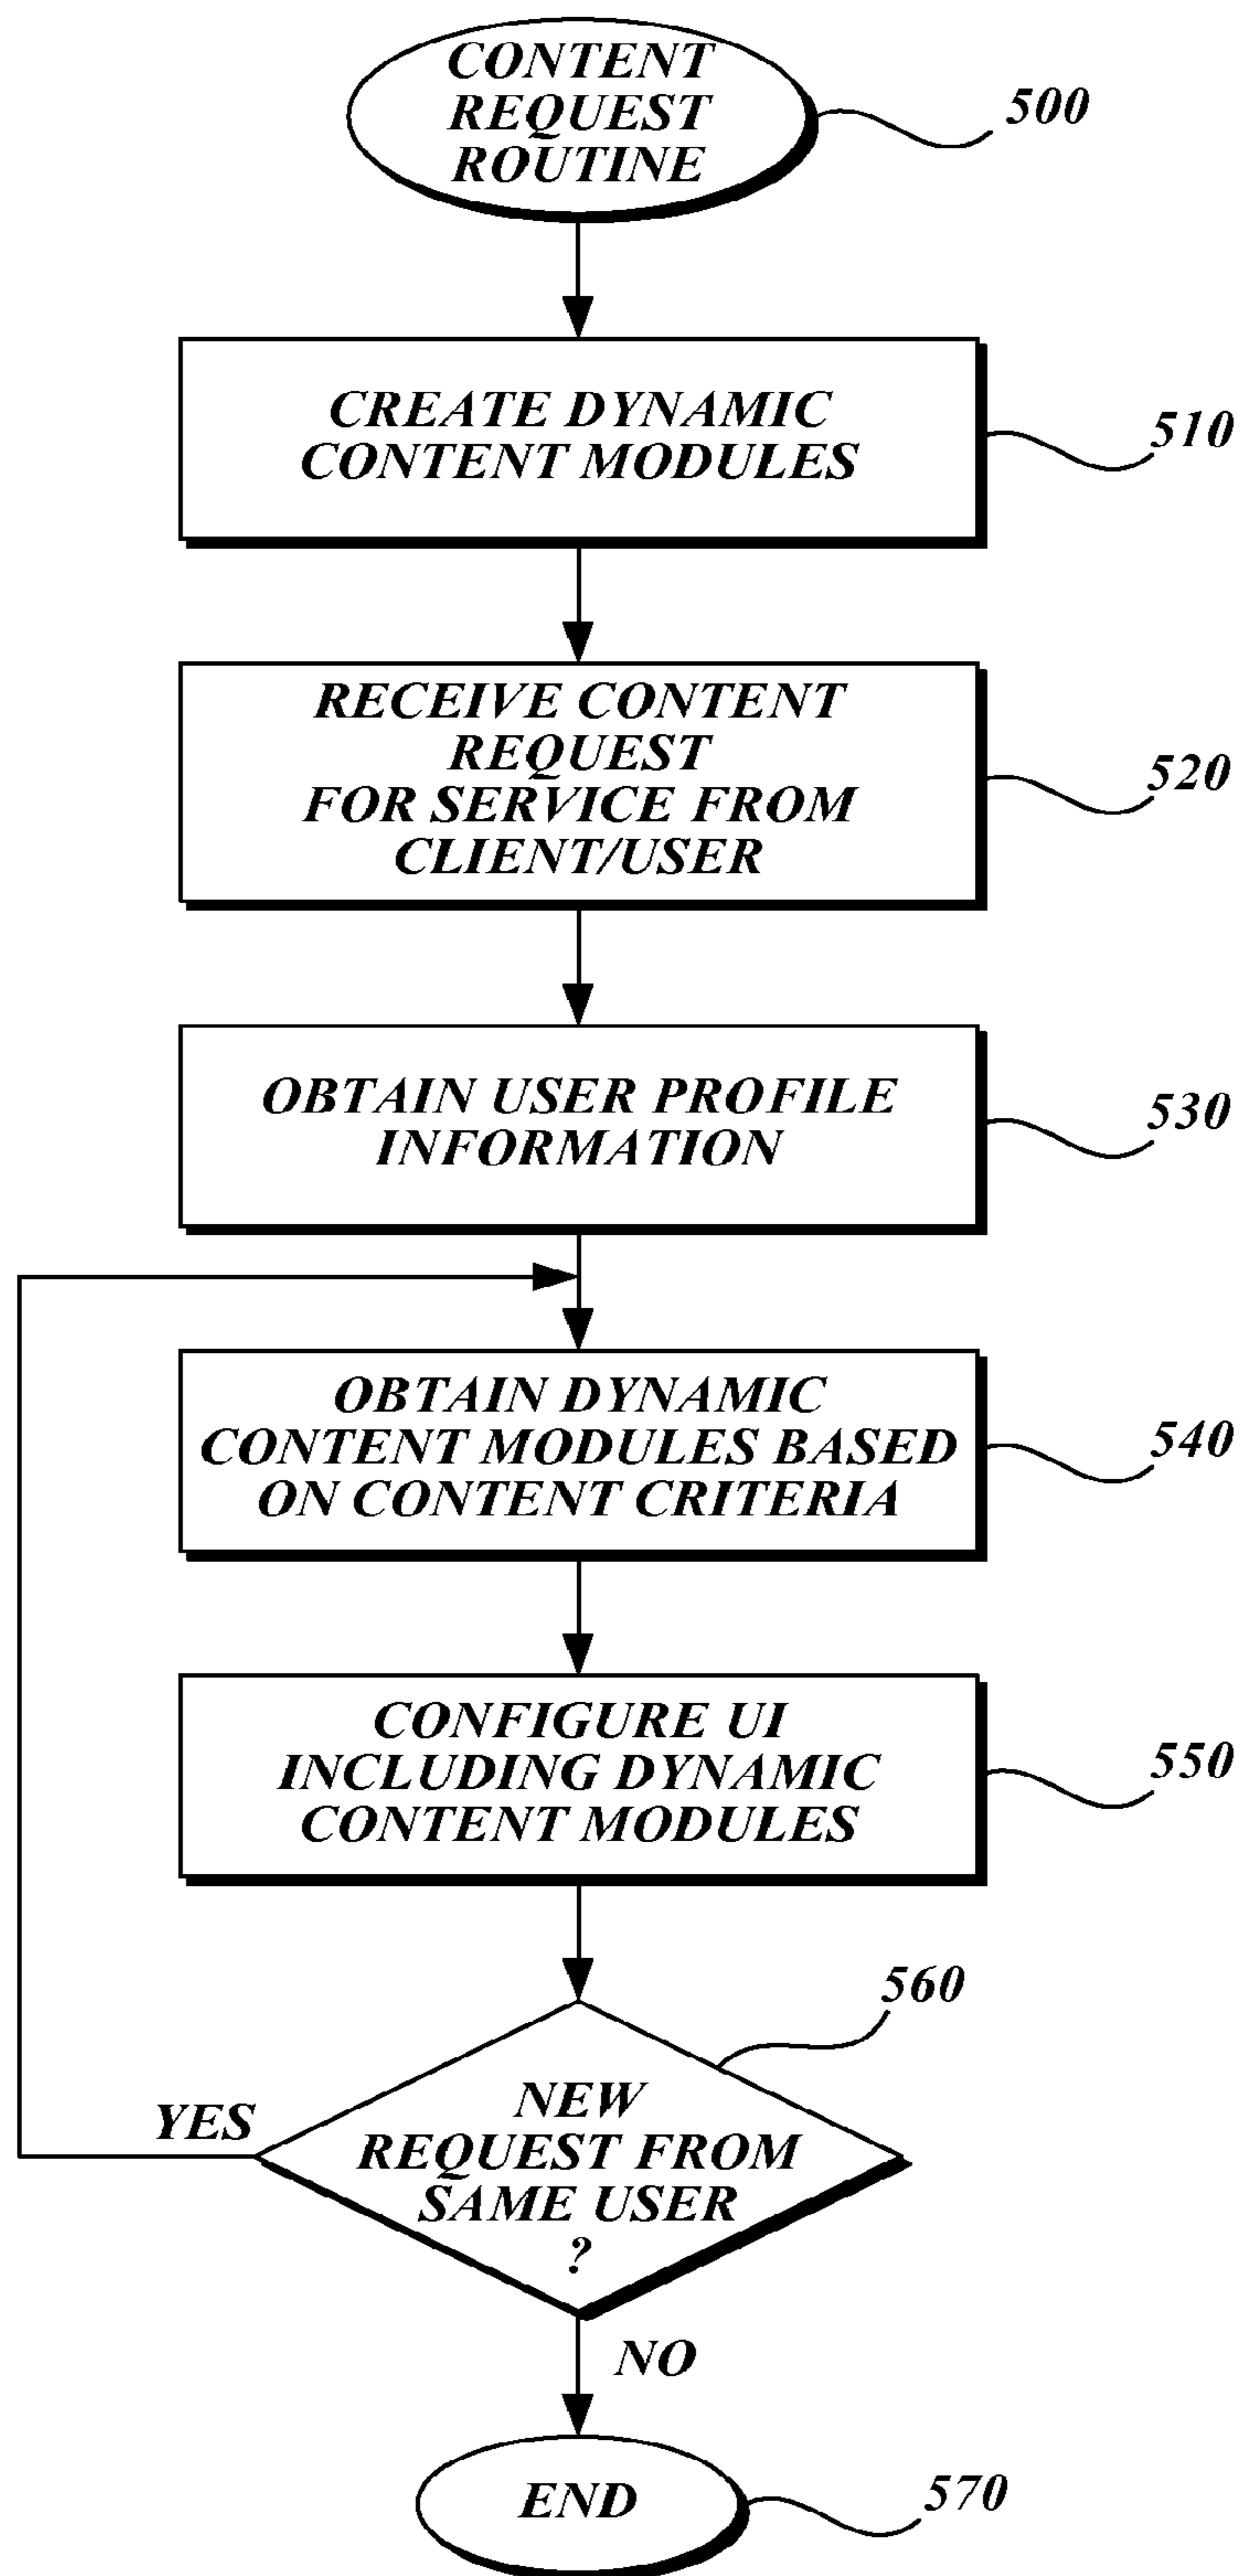 CONTENT
REQUEST
ROUTINE
500
CREATE DYNAMIC
CONTENT MODULES
510
RECEIVE CONTENT
REQUEST
FOR SERVICE FROM
CLIENT/USER
520
OBTAIN USER PROFILE
INFORMATION
530
OBTAIN DYNAMIC
CONTENT MODULES BASED
ON CONTENT CRITERIA
540
CONFIGURE UI
INCLUDING DYNAMIC
CONTENT MODULES
550
560
NEW
REQUEST FROM
SAME USER
?
YES
NO
END
570